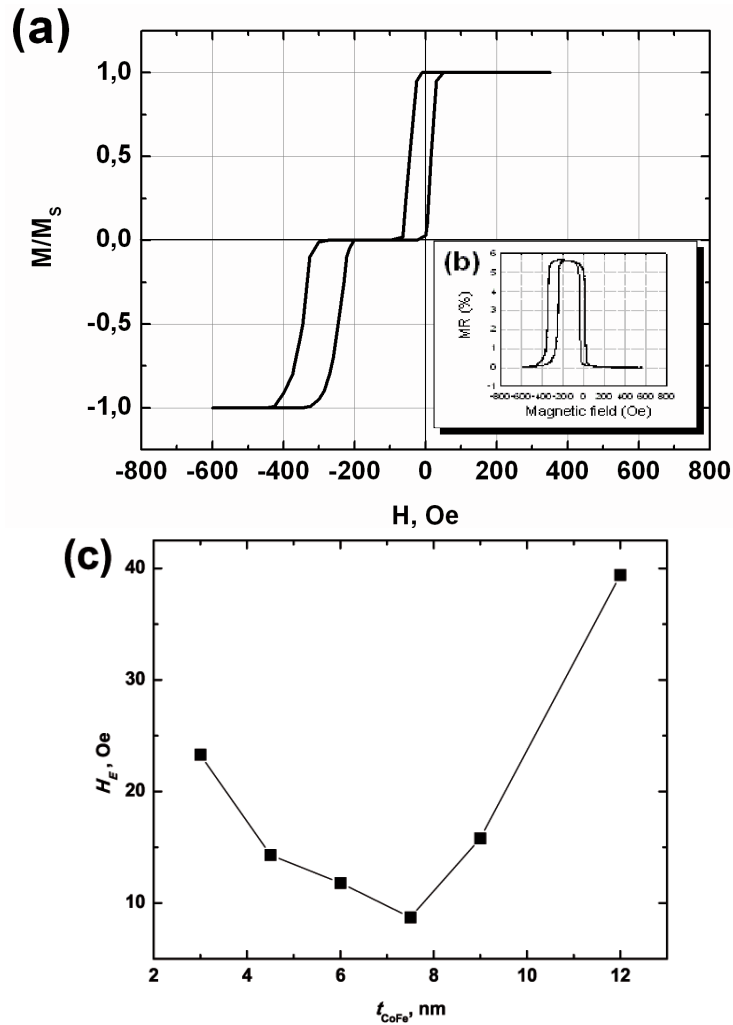 (a)
M/MS
1,0
0,5
0,0
-0,5
-1,0
-800 -600 -400 -200 0 200 400 600 800
H, Oe
(b)
MR (%)
6
5
4
3
2
1
0
-1
-800 -600 -400 -200 0 200 400 600 800
Magnetic field (Oe)
(c)
HE, Oe
40
30
20
10
2 4 6 8 10 12
tCoFe, nm